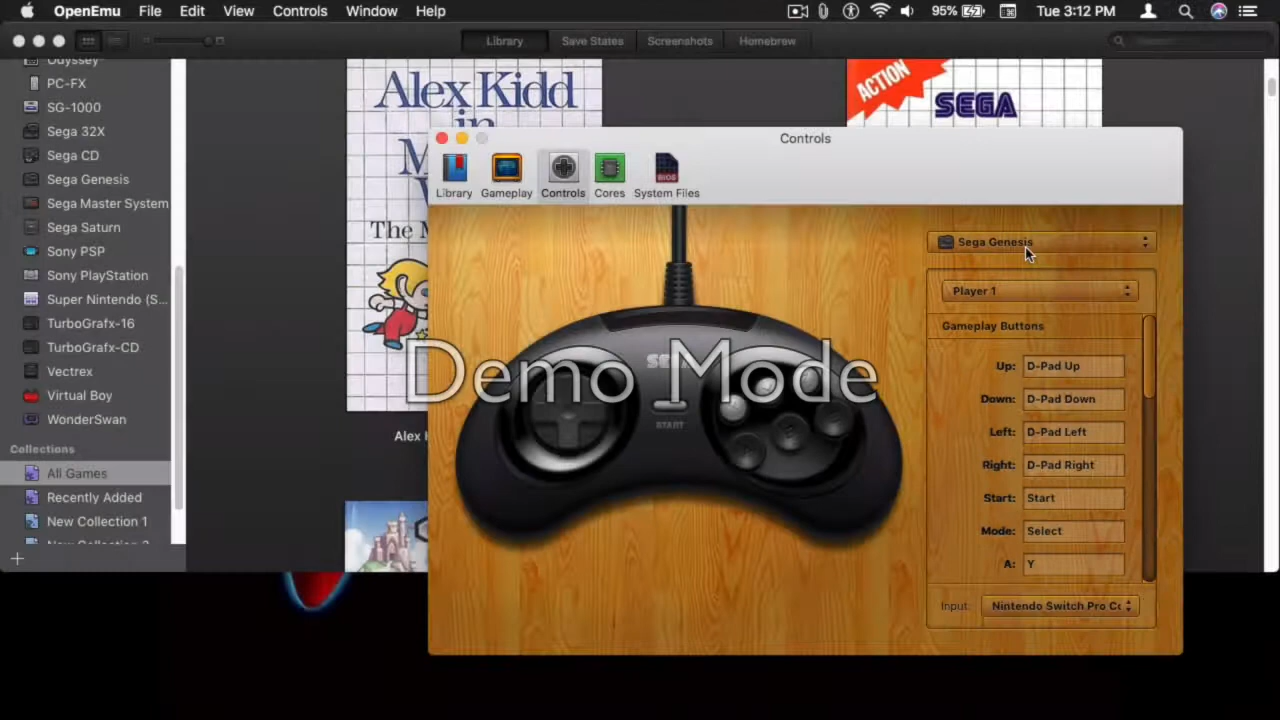 OpenEmu File Edit View Controls Window Help
95% Tue 3:12 PM
Library Save States Screenshots Homebrew
Odyssey²
PC-FX
SG-1000
Sega 32X
Sega CD
Sega Genesis
Sega Master System
Sega Saturn
Sony PSP
Sony PlayStation
Super Nintendo (S...
TurboGrafx-16
TurboGrafx-CD
Vectrex
Virtual Boy
WonderSwan
Collections
All Games
Recently Added
New Collection 1
Alex Kidd
in
The M
Alex K
ACTION
SEGA
Controls
Library Gameplay Controls Cores System Files
BIOS
Sega Genesis
Player 1
Gameplay Buttons
Up: D-Pad Up
Down: D-Pad Down
Left: D-Pad Left
Right: D-Pad Right
Start: Start
Mode: Select
A: Y
Input: Nintendo Switch Pro Cc
START
Demo Mode